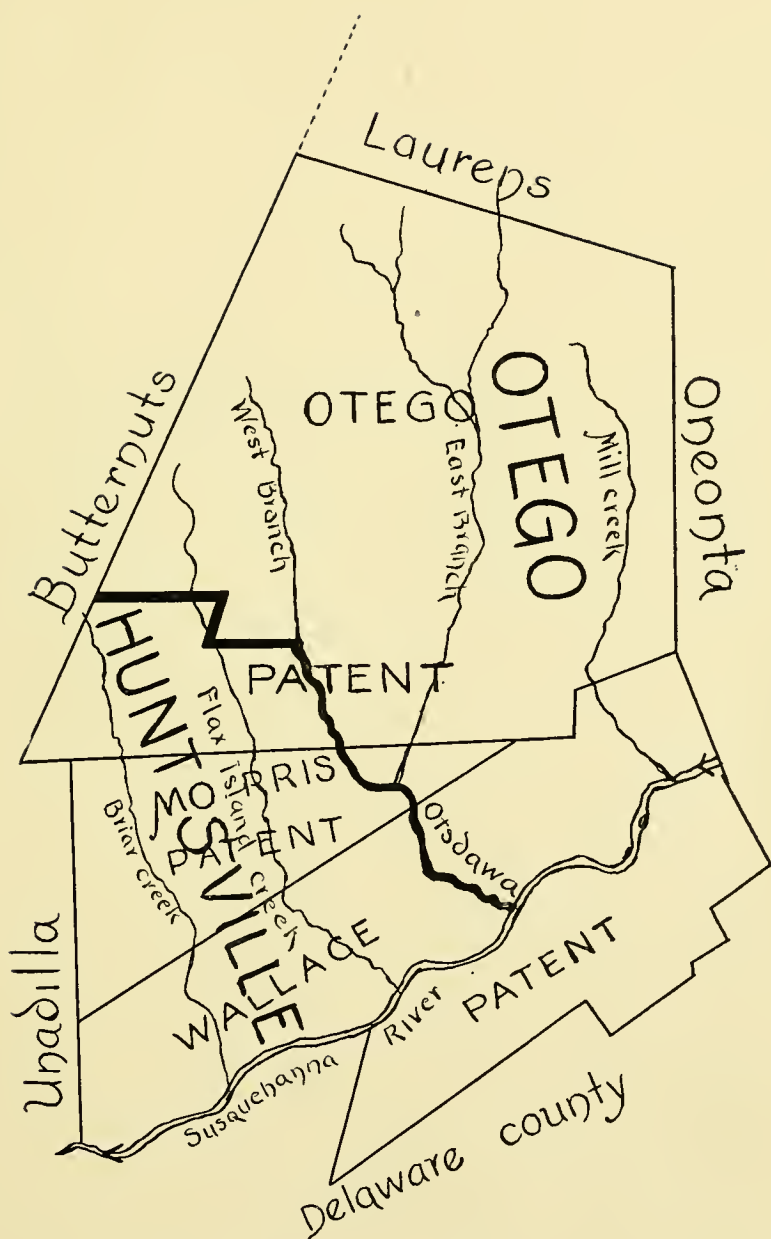 Laurens
Butternuts
Oneonta
OTEGO
OTEGO
West Branch
East Branch
Mill creek
HUNTSVILLE
PATENT
Flax island creek
MORRIS
PATENT
Briar creek
Otsdawa
Unadilla
WALLACE
PATENT
Susquehanna River
Delaware county